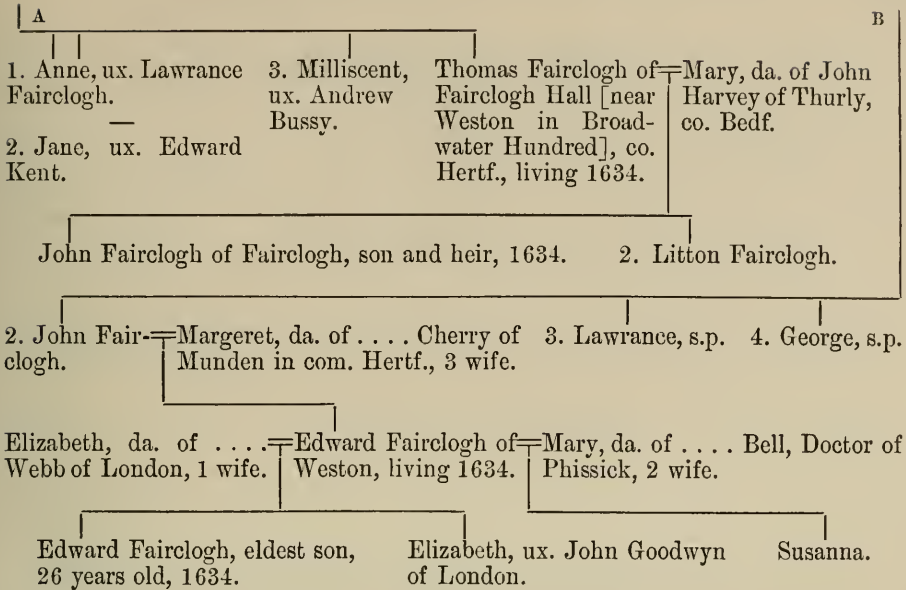 A B
1. Anne, ux. Lawrance
Fairclogh.
—
2. Jane, ux. Edward
Kent.
3. Milliscent,
ux. Andrew
Bussy.
Thomas Fairclogh of
Fairclogh Hall [near
Weston in Broad-
water Hundred], co.
Hertf., living 1634.
Mary, da. of John
Harvey of Thurly,
co. Bedf.
John Fairclogh of Fairclogh, son and heir, 1634.
2. Litton Fairclogh.
2. John Fair-
clogh.
Margeret, da. of . . . . Cherry of
Munden in com. Hertf., 3 wife.
3. Lawrance, s.p.
4. George, s.p.
Elizabeth, da. of . . . .
Webb of London, 1 wife.
Edward Fairclogh of
Weston, living 1634.
Mary, da. of . . . . Bell, Doctor of
Phissick, 2 wife.
Edward Fairclogh, eldest son,
26 years old, 1634.
Elizabeth, ux. John Goodwyn
of London.
Susanna.